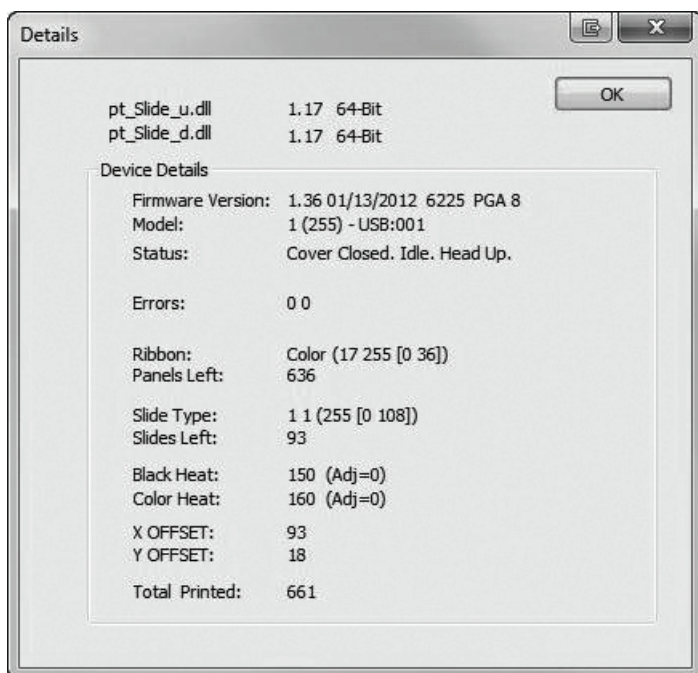 Details
OK
pt_Slide_u.dll 1.17 64-Bit
pt_Slide_d.dll 1.17 64-Bit
Device Details
Firmware Version: 1.36 01/13/2012 6225 PGA 8
Model: 1 (255) - USB:001
Status: Cover Closed. Idle. Head Up.
Errors: 0 0
Ribbon: Color (17 255 [0 36])
Panels Left: 636
Slide Type: 1 1 (255 [0 108])
Slides Left: 93
Black Heat: 150 (Adj=0)
Color Heat: 160 (Adj=0)
X OFFSET: 93
Y OFFSET: 18
Total Printed: 661